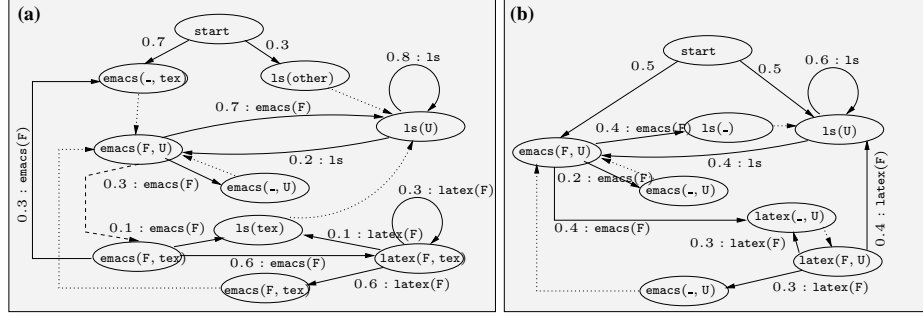 (a)
start
0.7
0.3
emacs(_, tex)
ls(other)
0.8 : ls
0.7 : emacs(F)
ls(U)
emacs(F, U)
0.2 : ls
0.3 : emacs(F)
emacs(_, U)
0.3 : emacs(F)
0.3 : latex(F)
0.1 : emacs(F)
ls(tex)
0.1 : latex(F)
emacs(F, tex)
latex(F, tex)
0.6 : emacs(F)
emacs(F, tex)
0.6 : latex(F)
(b)
start
0.5
0.5
0.6 : ls
0.4 : emacs(F)
ls(_)
ls(U)
emacs(F, U)
0.4 : ls
0.2 : emacs(F)
emacs(_, U)
0.4 : latex(F)
latex(_, U)
0.4 : emacs(F)
0.3 : latex(F)
latex(F, U)
emacs(_, U)
0.3 : latex(F)